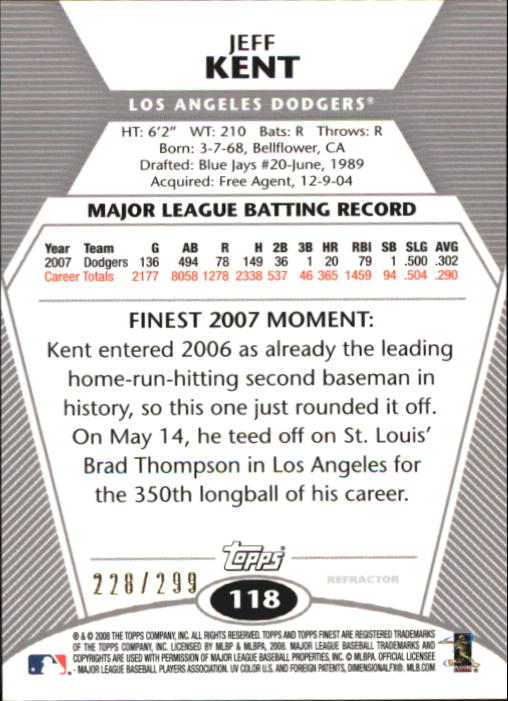 JEFF
KENT
LOS ANGELES DODGERS®
HT: 6'2" WT: 210 Bats: R Throws: R
Born: 3-7-68, Bellflower, CA
Drafted: Blue Jays #20-June, 1989
Acquired: Free Agent, 12-9-04
MAJOR LEAGUE BATTING RECORD
Year Team G AB R H 2B 3B HR RBI SB SLG AVG
2007 Dodgers 136 494 78 149 36 1 20 79 1 .500 .302
Career Totals 2177 8058 1278 2338 537 46 365 1459 94 .504 .290
FINEST 2007 MOMENT:
Kent entered 2006 as already the leading
home-run-hitting second baseman in
history, so this one just rounded it off.
On May 14, he teed off on St. Louis'
Brad Thompson in Los Angeles for
the 350th longball of his career.
Topps
228/299
REFRACTOR
118
® & © 2008 THE TOPPS COMPANY, INC. ALL RIGHTS RESERVED. TOPPS AND TOPPS FINEST ARE REGISTERED TRADEMARKS
OF THE TOPPS COMPANY, INC. LICENSED BY MLBP & MLBPA, 2008. MAJOR LEAGUE BASEBALL TRADEMARKS AND
COPYRIGHTS ARE USED WITH PERMISSION OF MAJOR LEAGUE BASEBALL PROPERTIES, INC. © MLBPA. OFFICIAL LICENSEE
- MAJOR LEAGUE BASEBALL PLAYERS ASSOCIATION. UV COLOR U.S. AND FOREIGN PATENTS, DIMENSIONALFX®. MLB.COM